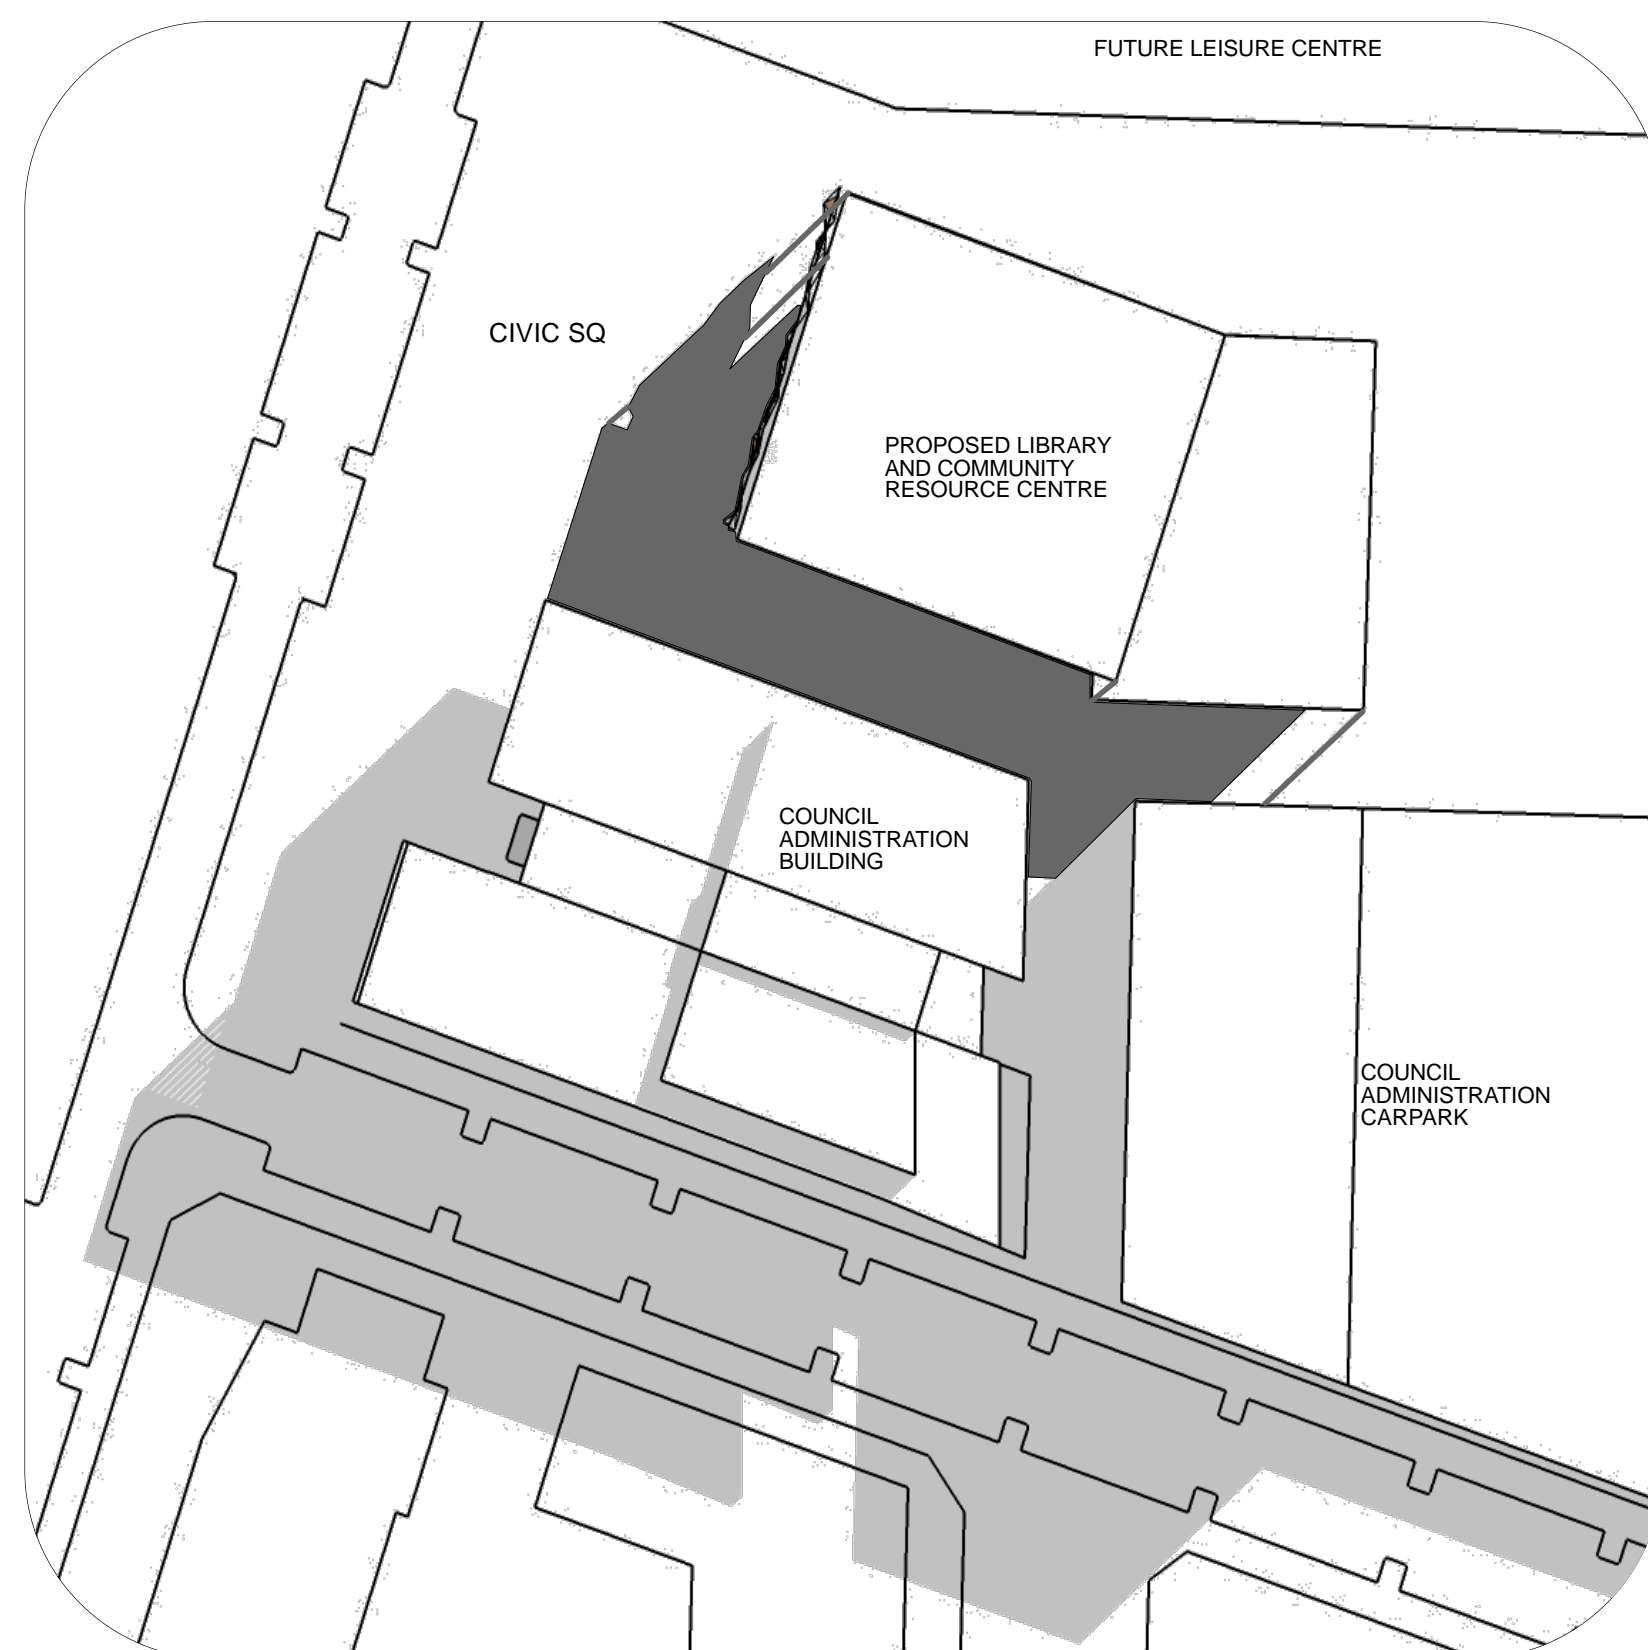 FUTURE LEISURE CENTRE
CIVIC SQ
PROPOSED LIBRARY
AND COMMUNITY
RESOURCE CENTRE
COUNCIL
ADMINISTRATION
BUILDING
COUNCIL
ADMINISTRATION
CARPARK